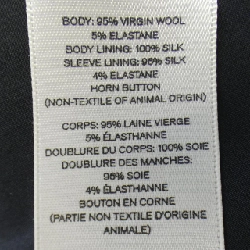 BODY: 95% VIRGIN WOOL
5% ELASTANE
BODY LINING: 100% SILK
SLEEVE LINING: 96% SILK
4% ELASTANE
HORN BUTTON
(NON-TEXTILE OF ANIMAL ORIGIN)
CORPS: 95% LAINE VIERGE
5% ÉLASTHANNE
DOUBLURE DU CORPS: 100% SOIE
DOUBLURE DES MANCHES:
96% SOIE
4% ÉLASTHANNE
BOUTON EN CORNE
(PARTIE NON TEXTILE D'ORIGINE
ANIMALE)